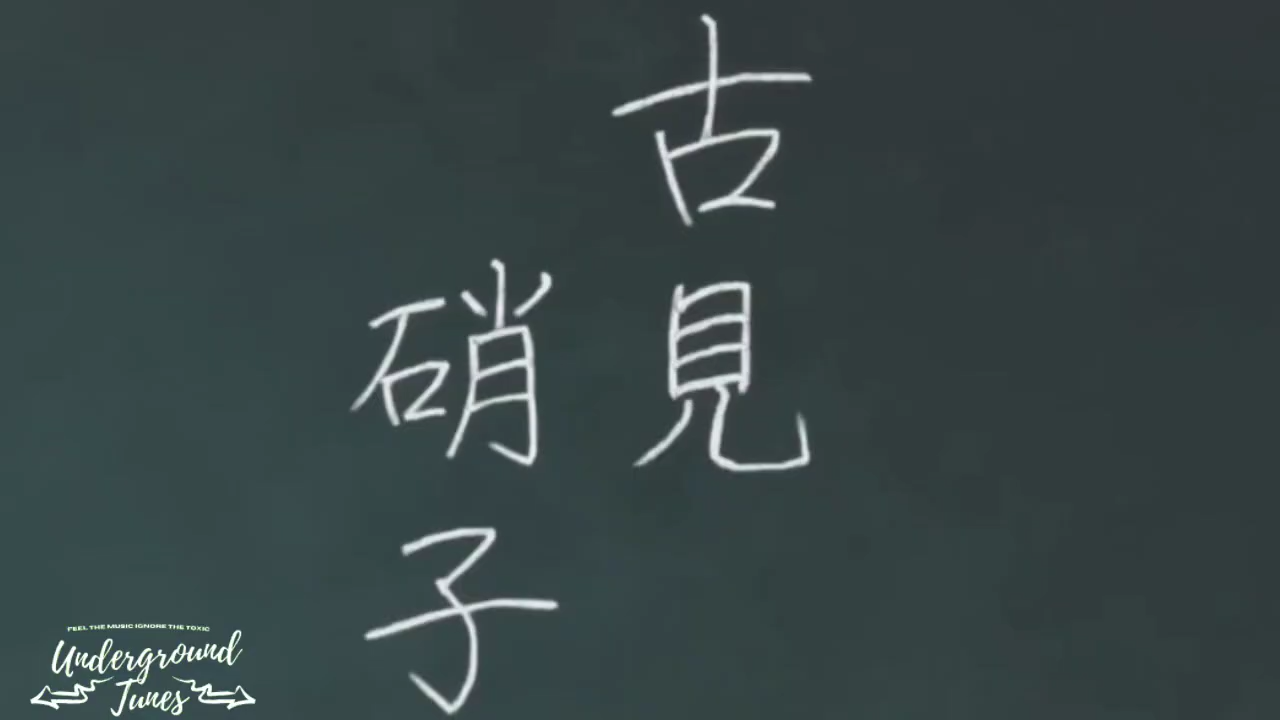 古見
硝子
FEEL THE MUSIC IGNORE THE TOXIC
Underground
Tunes